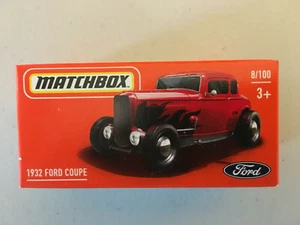 MATCHBOX
8/100
3+
1932 FORD COUPE
Ford